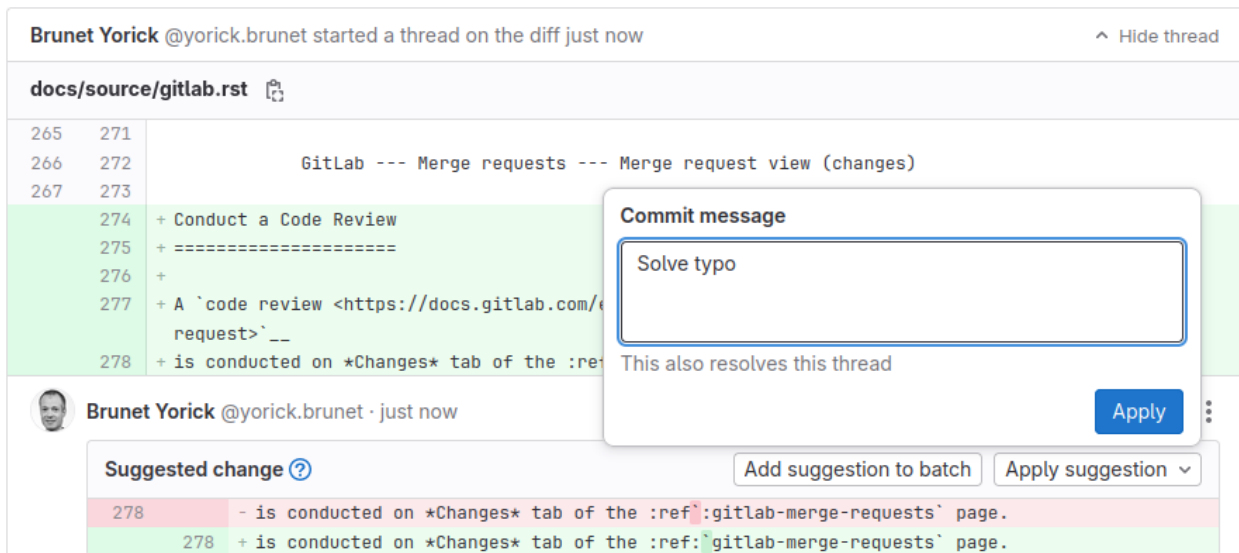 Brunet Yorick @yorick.brunet started a thread on the diff just now
Hide thread
docs/source/gitlab.rst
265 271
266 272 GitLab --- Merge requests --- Merge request view (changes)
267 273
274 + Conduct a Code Review
275 + =====================
276 +
277 + A `code review <https://docs.gitlab.com/
request>`__
278 + is conducted on *Changes* tab of the :ref
Commit message
Solve typo
This also resolves this thread
Apply
Brunet Yorick @yorick.brunet · just now
Suggested change
Add suggestion to batch
Apply suggestion
278 - is conducted on *Changes* tab of the :ref`:gitlab-merge-requests` page.
278 + is conducted on *Changes* tab of the :ref:`gitlab-merge-requests` page.